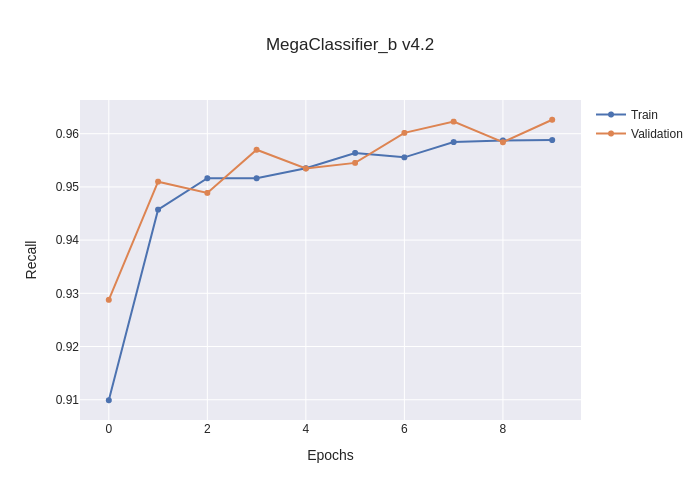 MegaClassifier_b v4.2
Train
Validation
0.96
0.95
0.94
0.93
0.92
0.91
Recall
0 2 4 6 8
Epochs